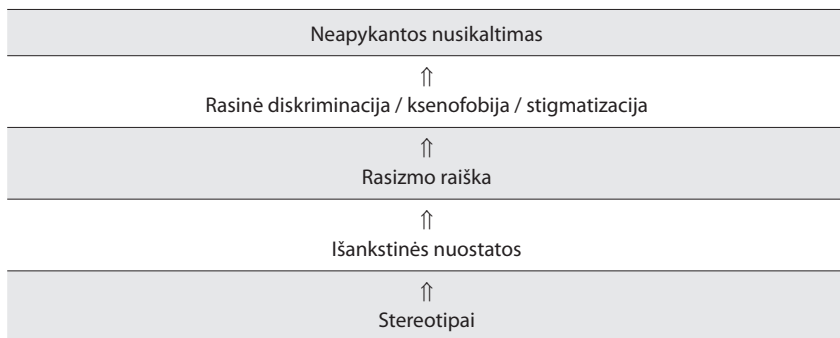 Neapykantos nusikaltimas
⇑
Rasinė diskriminacija / ksenofobija / stigmatizacija
⇑
Rasizmo raiška
⇑
Išankstinės nuostatos
⇑
Stereotipai